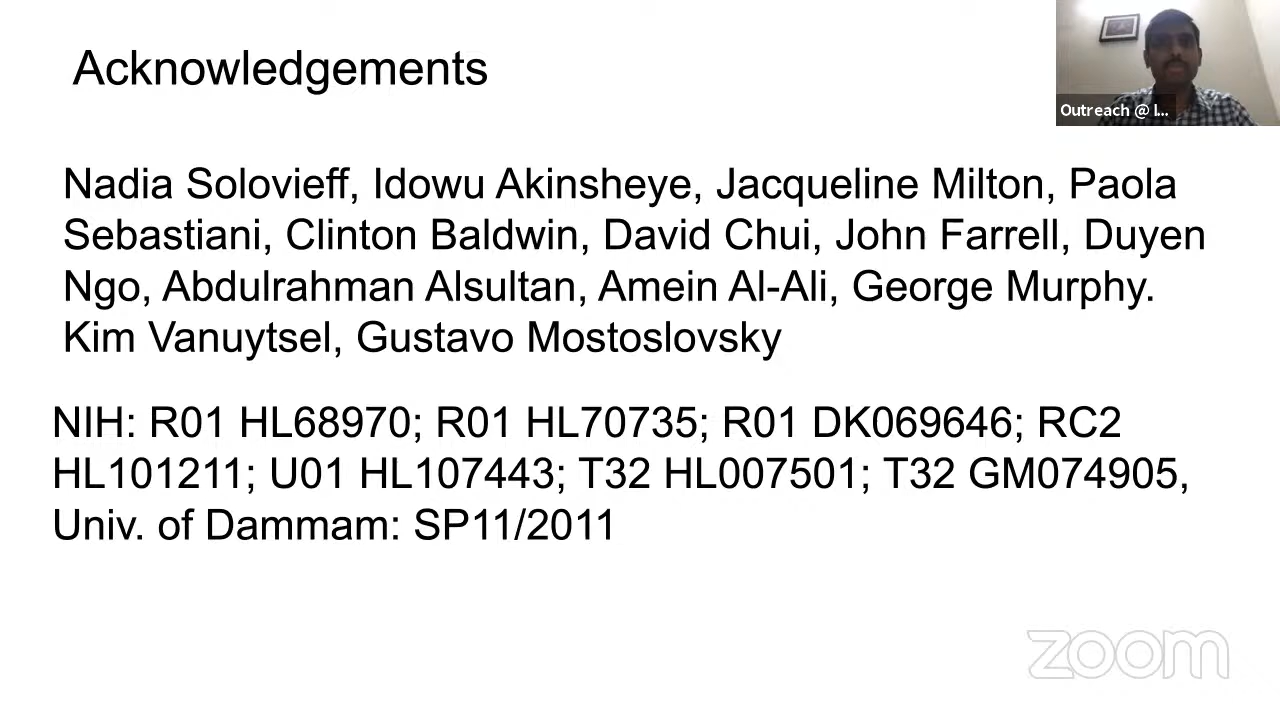 Acknowledgements
Outreach @ I...
Nadia Solovieff, Idowu Akinsheye, Jacqueline Milton, Paola
Sebastiani, Clinton Baldwin, David Chui, John Farrell, Duyen
Ngo, Abdulrahman Alsultan, Amein Al-Ali, George Murphy.
Kim Vanuytsel, Gustavo Mostoslovsky
NIH: R01 HL68970; R01 HL70735; R01 DK069646; RC2
HL101211; U01 HL107443; T32 HL007501; T32 GM074905,
Univ. of Dammam: SP11/2011
zoom